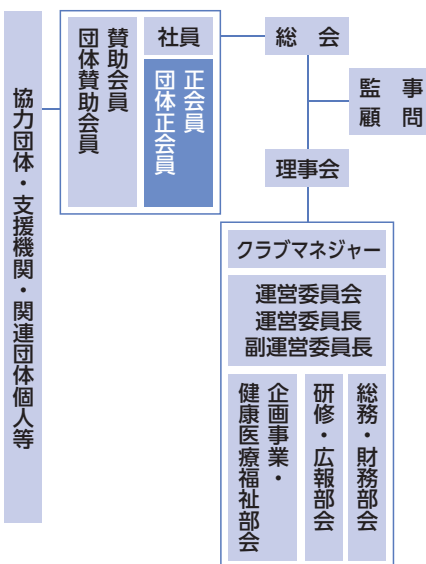 協力団体・支援機関・関連団体個人等
賛助会員
団体賛助会員
社員
正会員
団体正会員
総　会
監　事
顧　問
理事会
クラブマネジャー
運営委員会
運営委員長
副運営委員長
企画事業・
健康医療福祉部会
研修・広報部会
総務・財務部会